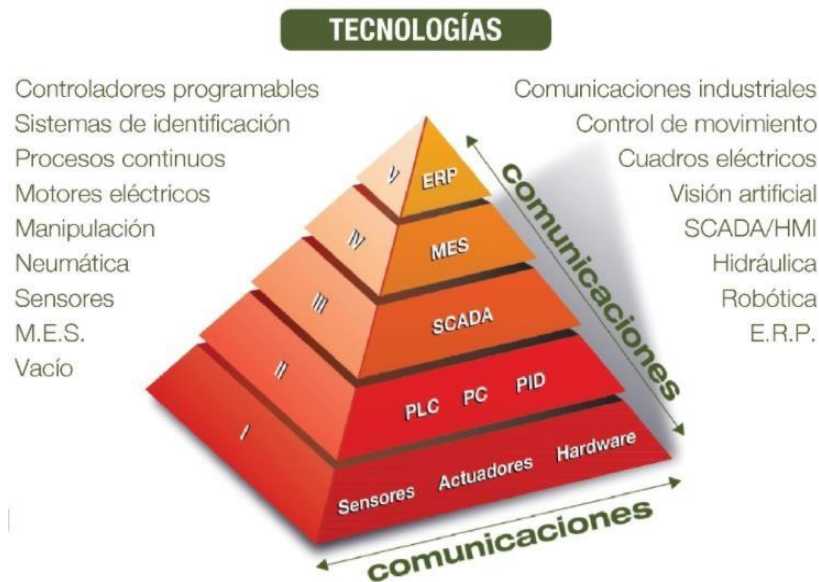 TECNOLOGÍAS
Controladores programables
Sistemas de identificación
Procesos continuos
Motores eléctricos
Manipulación
Neumática
Sensores
M.E.S.
Vacío
Comunicaciones industriales
Control de movimiento
Cuadros eléctricos
Visión artificial
SCADA/HMI
Hidráulica
Robótica
E.R.P.
V ERP
IV MES
III SCADA
II PLC PC PID
I Sensores Actuadores Hardware
comunicaciones
comunicaciones